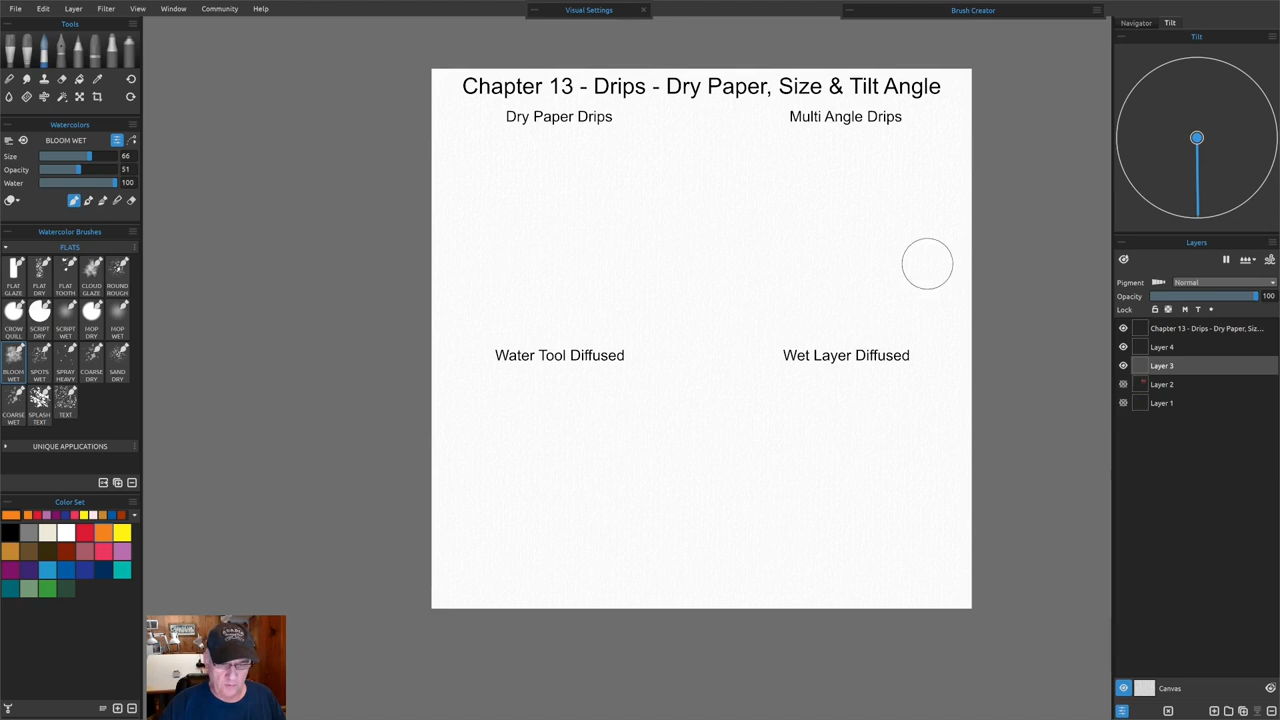 File Edit Layer Filter View Window Community Help
Visual Settings
Brush Creator
Tools
Navigator Tilt
Tilt
Chapter 13 - Drips - Dry Paper, Size & Tilt Angle
Dry Paper Drips
Multi Angle Drips
Watercolors
BLOOM WET
Size 66
Opacity 51
Water 100
Watercolor Brushes
FLATS
FLAT GLAZE
FLAT DRY
FLAT TOOTH
CLOUD GLAZE
ROUND ROUGH
CROW QUILL
SCRIPT DRY
SCRIPT WET
MOP DRY
MOP WET
BLOOM WET
SPOTS WET
SPRAY HEAVY
COARSE DRY
SAND DRY
COARSE WET
SPLASH TEXT
TEXT
UNIQUE APPLICATIONS
Color Set
Water Tool Diffused
Wet Layer Diffused
Layers
Pigment Normal
Opacity 100
Lock M T
Chapter 13 - Drips - Dry Paper, Siz...
Layer 4
Layer 3
Layer 2
Layer 1
Canvas